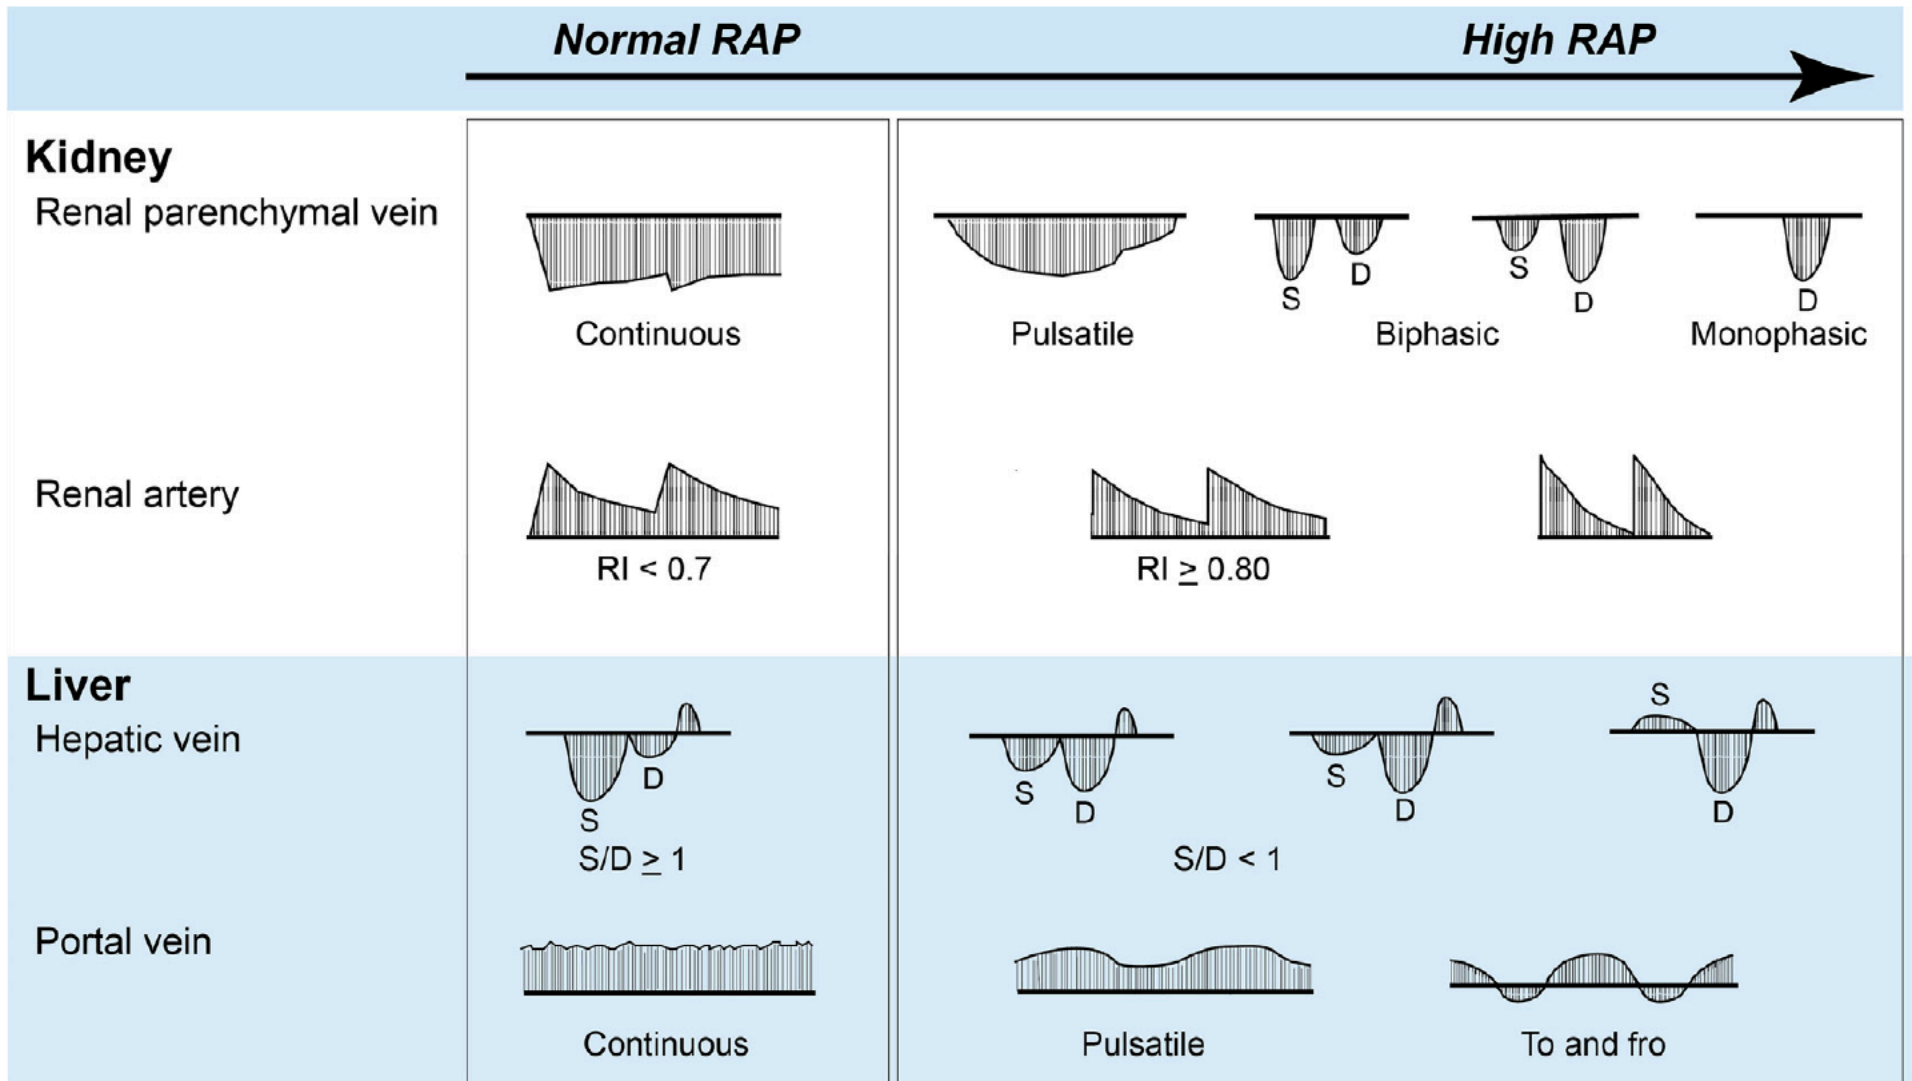 Normal RAP High RAP
Kidney
Renal parenchymal vein
S D S D D
Continuous Pulsatile Biphasic Monophasic
Renal artery
RI < 0.7 RI ≥ 0.80
Liver
Hepatic vein
S D S D S D S D
S/D ≥ 1 S/D < 1
Portal vein
Continuous Pulsatile To and fro